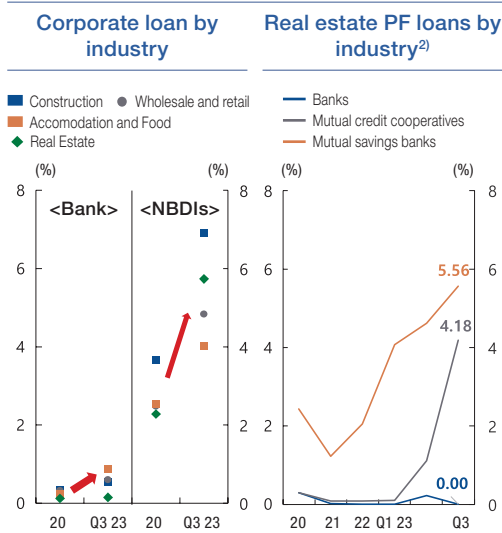 Corporate loan by
industry
Construction
Wholesale and retail
Accomodation and Food
Real Estate
(%)
(%)
<Bank>
<NBDIs>
8
6
4
2
0
8
6
4
2
0
20
Q3 23
20
Q3 23
Real estate PF loans by
industry2)
Banks
Mutual credit cooperatives
Mutual savings banks
(%)
(%)
8
6
4
2
0
8
6
4
2
0
5.56
4.18
0.00
20
21
22
Q1 23
Q3